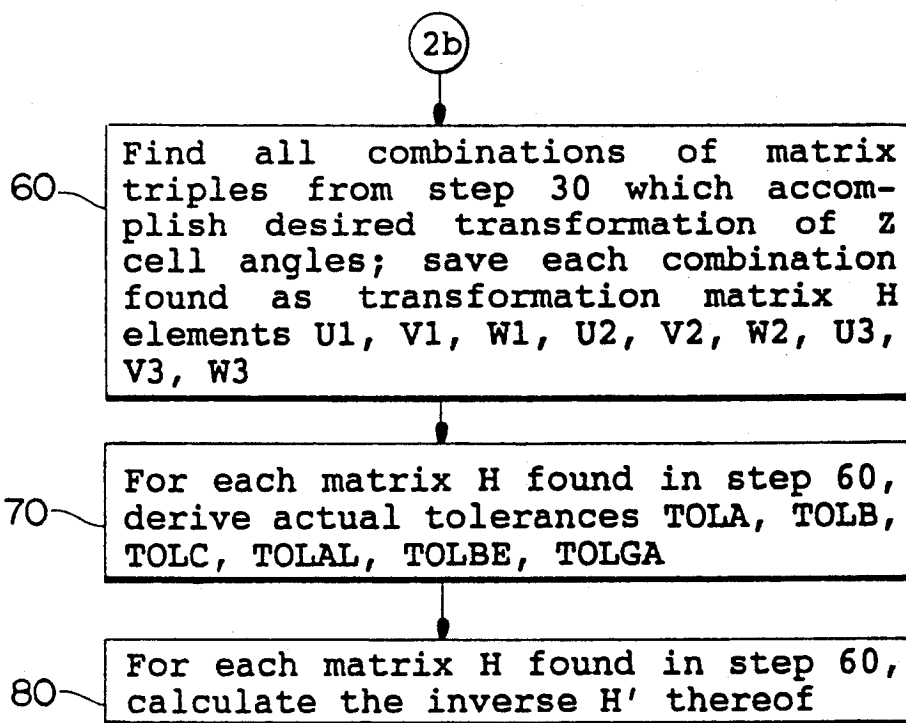 2b
60
Find all combinations of matrix
triples from step 30 which accom-
plish desired transformation of Z
cell angles; save each combination
found as transformation matrix H
elements U1, V1, W1, U2, V2, W2, U3,
V3, W3
70
For each matrix H found in step 60,
derive actual tolerances TOLA, TOLB,
TOLC, TOLAL, TOLBE, TOLGA
80
For each matrix H found in step 60,
calculate the inverse H' thereof